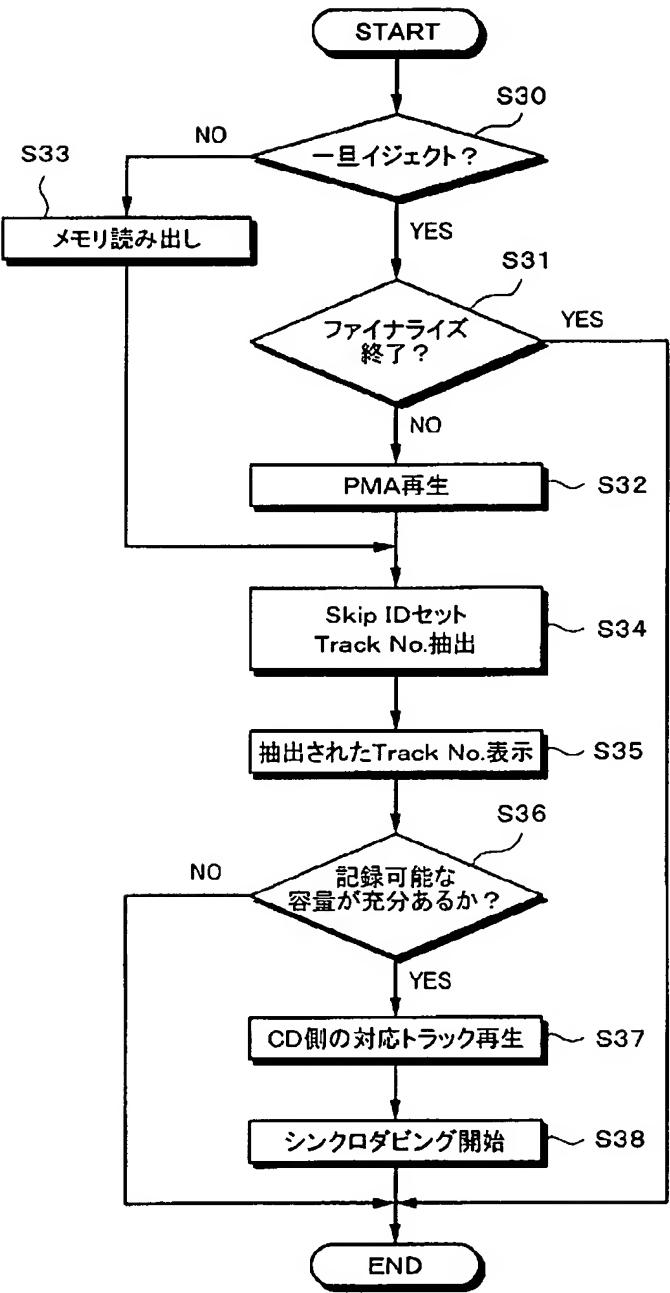 START
S30
一旦イジェクト?
NO
S33
YES
メモリ読み出し
S31
ファイナライズ
終了?
YES
NO
PMA再生
S32
Skip IDセット
Track No.抽出
S34
抽出されたTrack No.表示
S35
S36
記録可能な
容量が充分あるか?
NO
YES
CD側の対応トラック再生
S37
シンクロダビング開始
S38
END